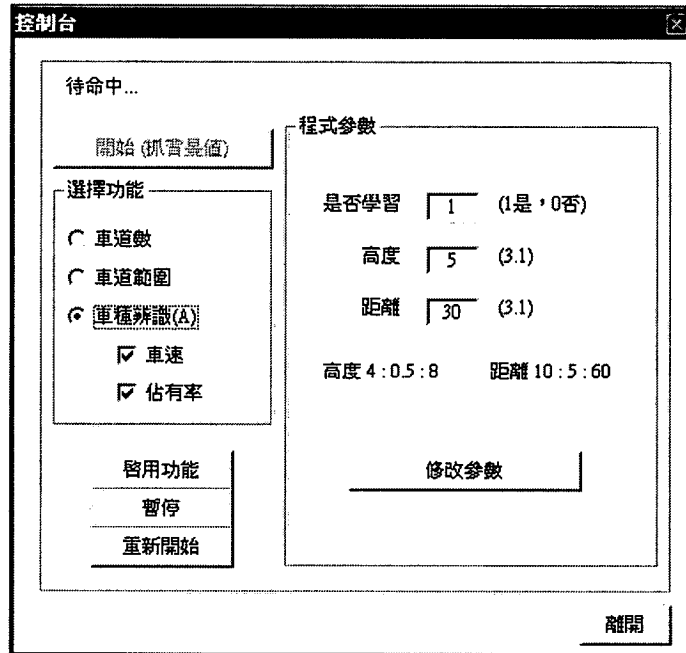 控制台
待命中...
開始 (抓背景值)
選擇功能
車道數
車道範圍
車種辨識(A)
車速
佔有率
啓用功能
暫停
重新開始
程式參數
是否學習 1 (1是，0否)
高度 5 (3.1)
距離 30 (3.1)
高度 4 : 0.5 : 8 距離 10 : 5 : 60
修改參數
離開